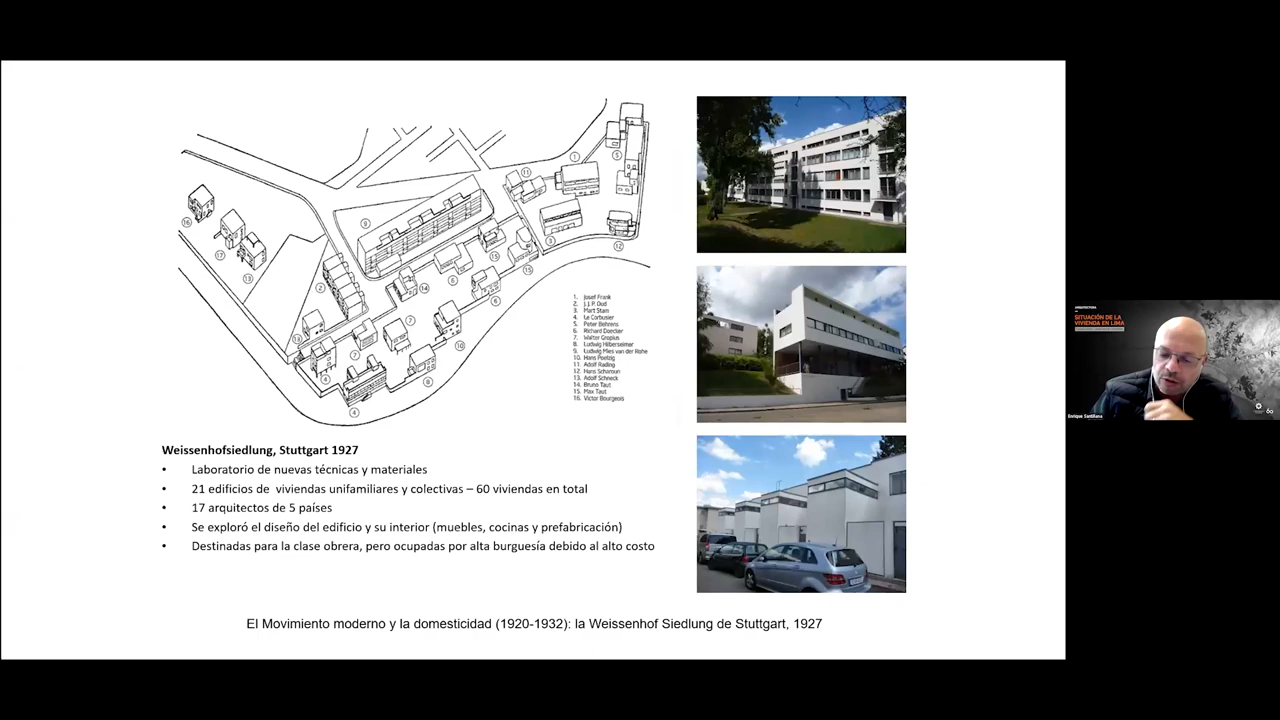 1. Josef Frank
2. J. J. P. Oud
3. Mart Stam
4. Le Corbusier
5. Peter Behrens
6. Richard Doecker
7. Walter Gropius
8. Ludwig Hilberseimer
9. Ludwig Mies van der Rohe
10. Hans Poelzig
11. Adolf Rading
12. Hans Scharoun
13. Adolf Schneck
14. Bruno Taut
15. Max Taut
16. Victor Bourgeois
Weissenhofsiedlung, Stuttgart 1927
• Laboratorio de nuevas técnicas y materiales
• 21 edificios de viviendas unifamiliares y colectivas – 60 viviendas en total
• 17 arquitectos de 5 países
• Se exploró el diseño del edificio y su interior (muebles, cocinas y prefabricación)
• Destinadas para la clase obrera, pero ocupadas por alta burguesía debido al alto costo
El Movimiento moderno y la domesticidad (1920-1932): la Weissenhof Siedlung de Stuttgart, 1927
ARQUITECTURA
SITUACIÓN DE LA
VIVIENDA EN LIMA
Enrique Santillana